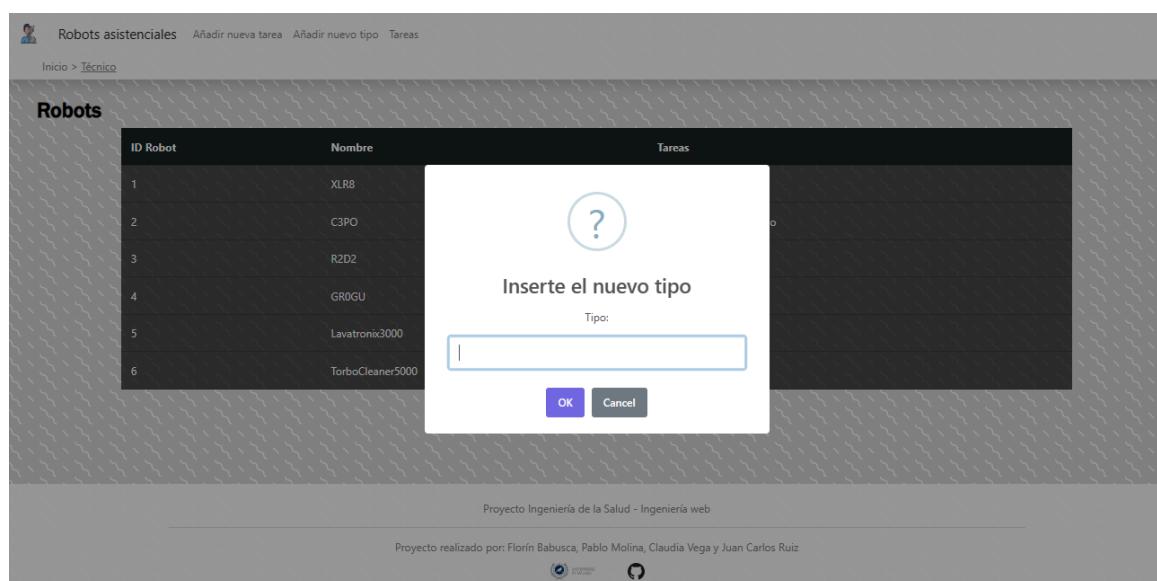 Robots asistenciales Añadir nueva tarea Añadir nuevo tipo Tareas
Inicio > Técnico
Robots
ID Robot Nombre Tareas
1 XLR8
2 C3PO o
3 R2D2
4 GR0GU
5 Lavatronix3000
6 TorboCleaner5000
?
Inserte el nuevo tipo
Tipo:
OK Cancel
Proyecto Ingeniería de la Salud - Ingeniería web
Proyecto realizado por: Florín Babusca, Pablo Molina, Claudia Vega y Juan Carlos Ruiz